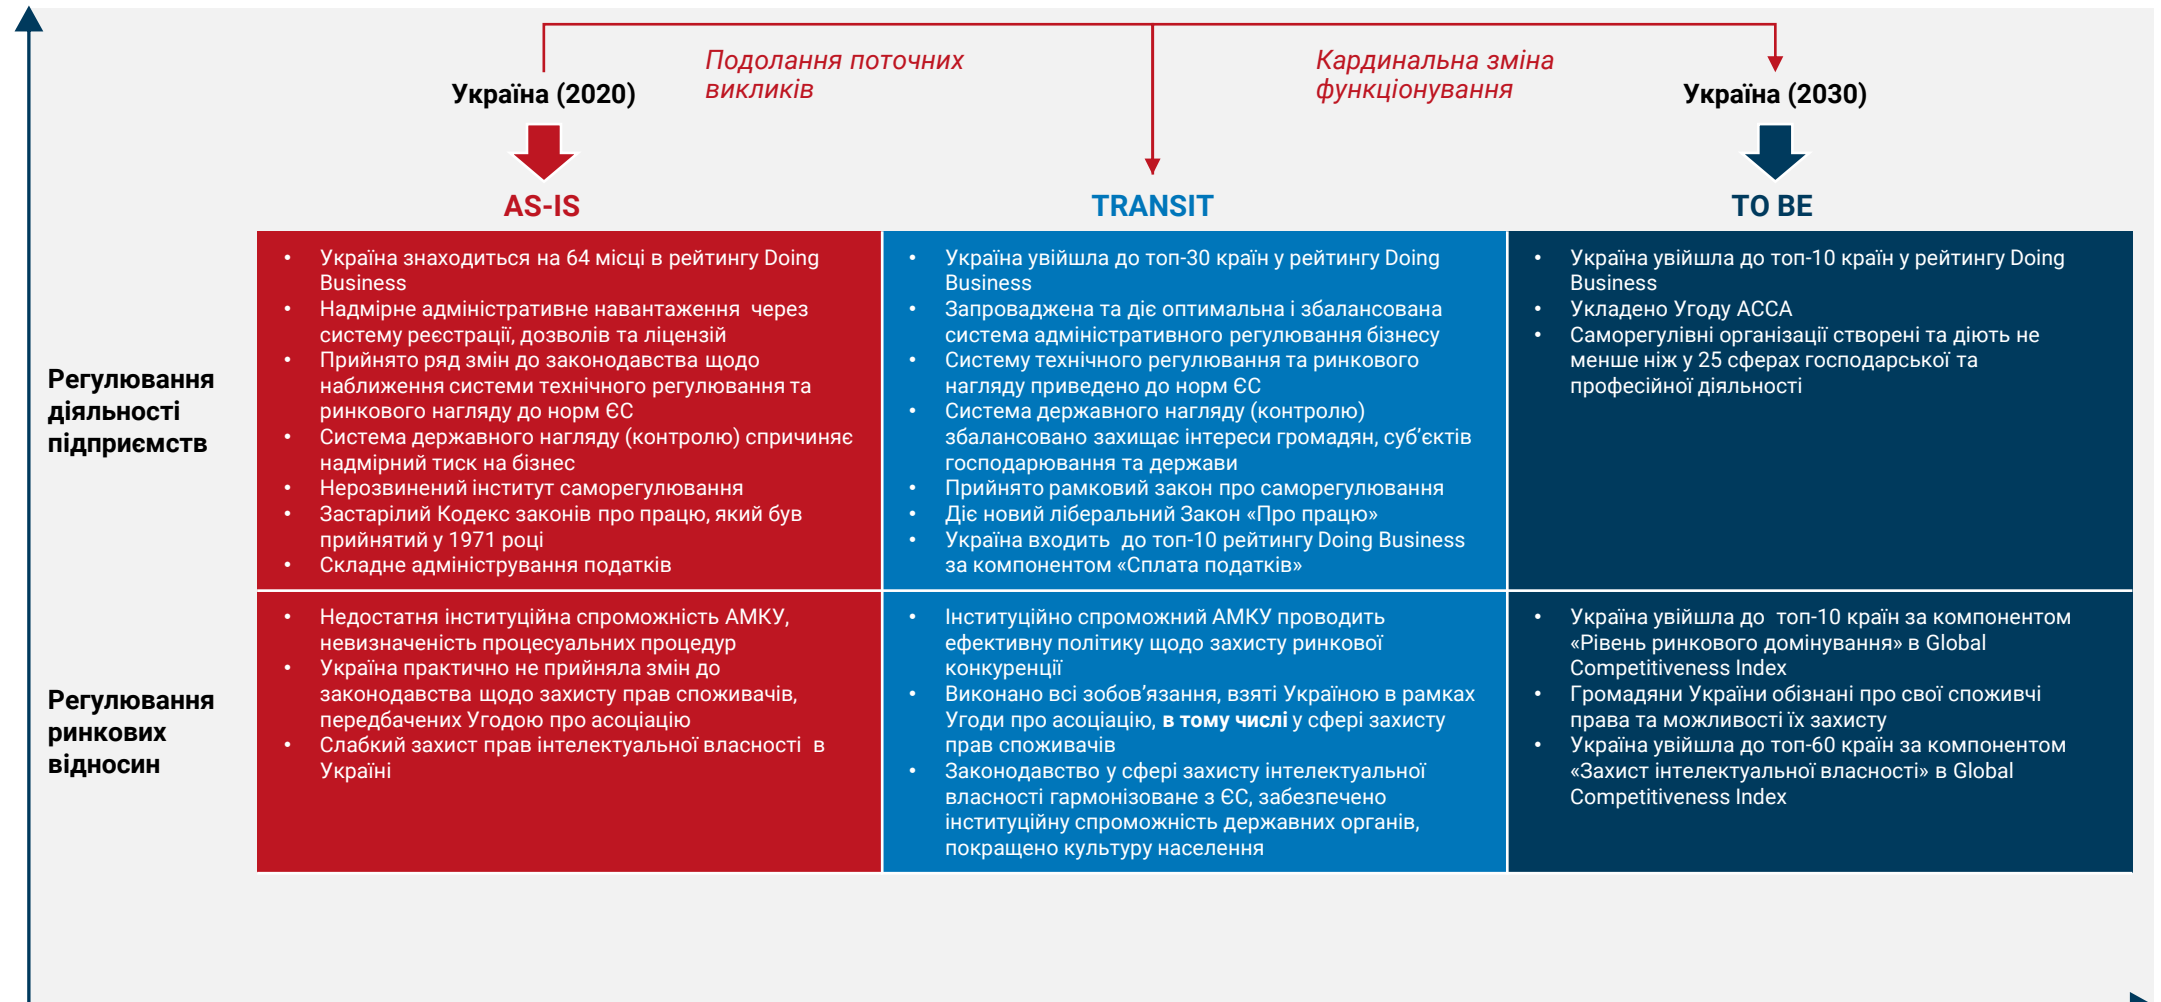 Подолання поточних
викликів
Кардинальна зміна
функціонування
Україна (2020)
Україна (2030)
AS-IS
TRANSIT
TO BE
Регулювання
діяльності
підприємств
• Україна знаходиться на 64 місці в рейтингу Doing
Business
• Надмірне адміністративне навантаження через
систему реєстрації, дозволів та ліцензій
• Прийнято ряд змін до законодавства щодо
наближення системи технічного регулювання та
ринкового нагляду до норм ЄС
• Система державного нагляду (контролю) спричиняє
надмірний тиск на бізнес
• Нерозвинений інститут саморегулювання
• Застарілий Кодекс законів про працю, який був
прийнятий у 1971 році
• Складне адміністрування податків
• Україна увійшла до топ-30 країн у рейтингу Doing
Business
• Запроваджена та діє оптимальна і збалансована
система адміністративного регулювання бізнесу
• Систему технічного регулювання та ринкового
нагляду приведено до норм ЄС
• Система державного нагляду (контролю)
збалансовано захищає інтереси громадян, суб’єктів
господарювання та держави
• Прийнято рамковий закон про саморегулювання
• Діє новий ліберальний Закон «Про працю»
• Україна входить до топ-10 рейтингу Doing Business
за компонентом «Сплата податків»
• Україна увійшла до топ-10 країн у рейтингу Doing
Business
• Укладено Угоду АССА
• Саморегулівні організації створені та діють не
менше ніж у 25 сферах господарської та
професійної діяльності
Регулювання
ринкових
відносин
• Недостатня інституційна спроможність АМКУ,
невизначеність процесуальних процедур
• Україна практично не прийняла змін до
законодавства щодо захисту прав споживачів,
передбачених Угодою про асоціацію
• Слабкий захист прав інтелектуальної власності в
Україні
• Інституційно спроможний АМКУ проводить
ефективну політику щодо захисту ринкової
конкуренції
• Виконано всі зобов’язання, взяті Україною в рамках
Угоди про асоціацію, в тому числі у сфері захисту
прав споживачів
• Законодавство у сфері захисту інтелектуальної
власності гармонізоване з ЄС, забезпечено
інституційну спроможність державних органів,
покращено культуру населення
• Україна увійшла до топ-10 країн за компонентом
«Рівень ринкового домінування» в Global
Competitiveness Index
• Громадяни України обізнані про свої споживчі
права та можливості їх захисту
• Україна увійшла до топ-60 країн за компонентом
«Захист інтелектуальної власності» в Global
Competitiveness Index